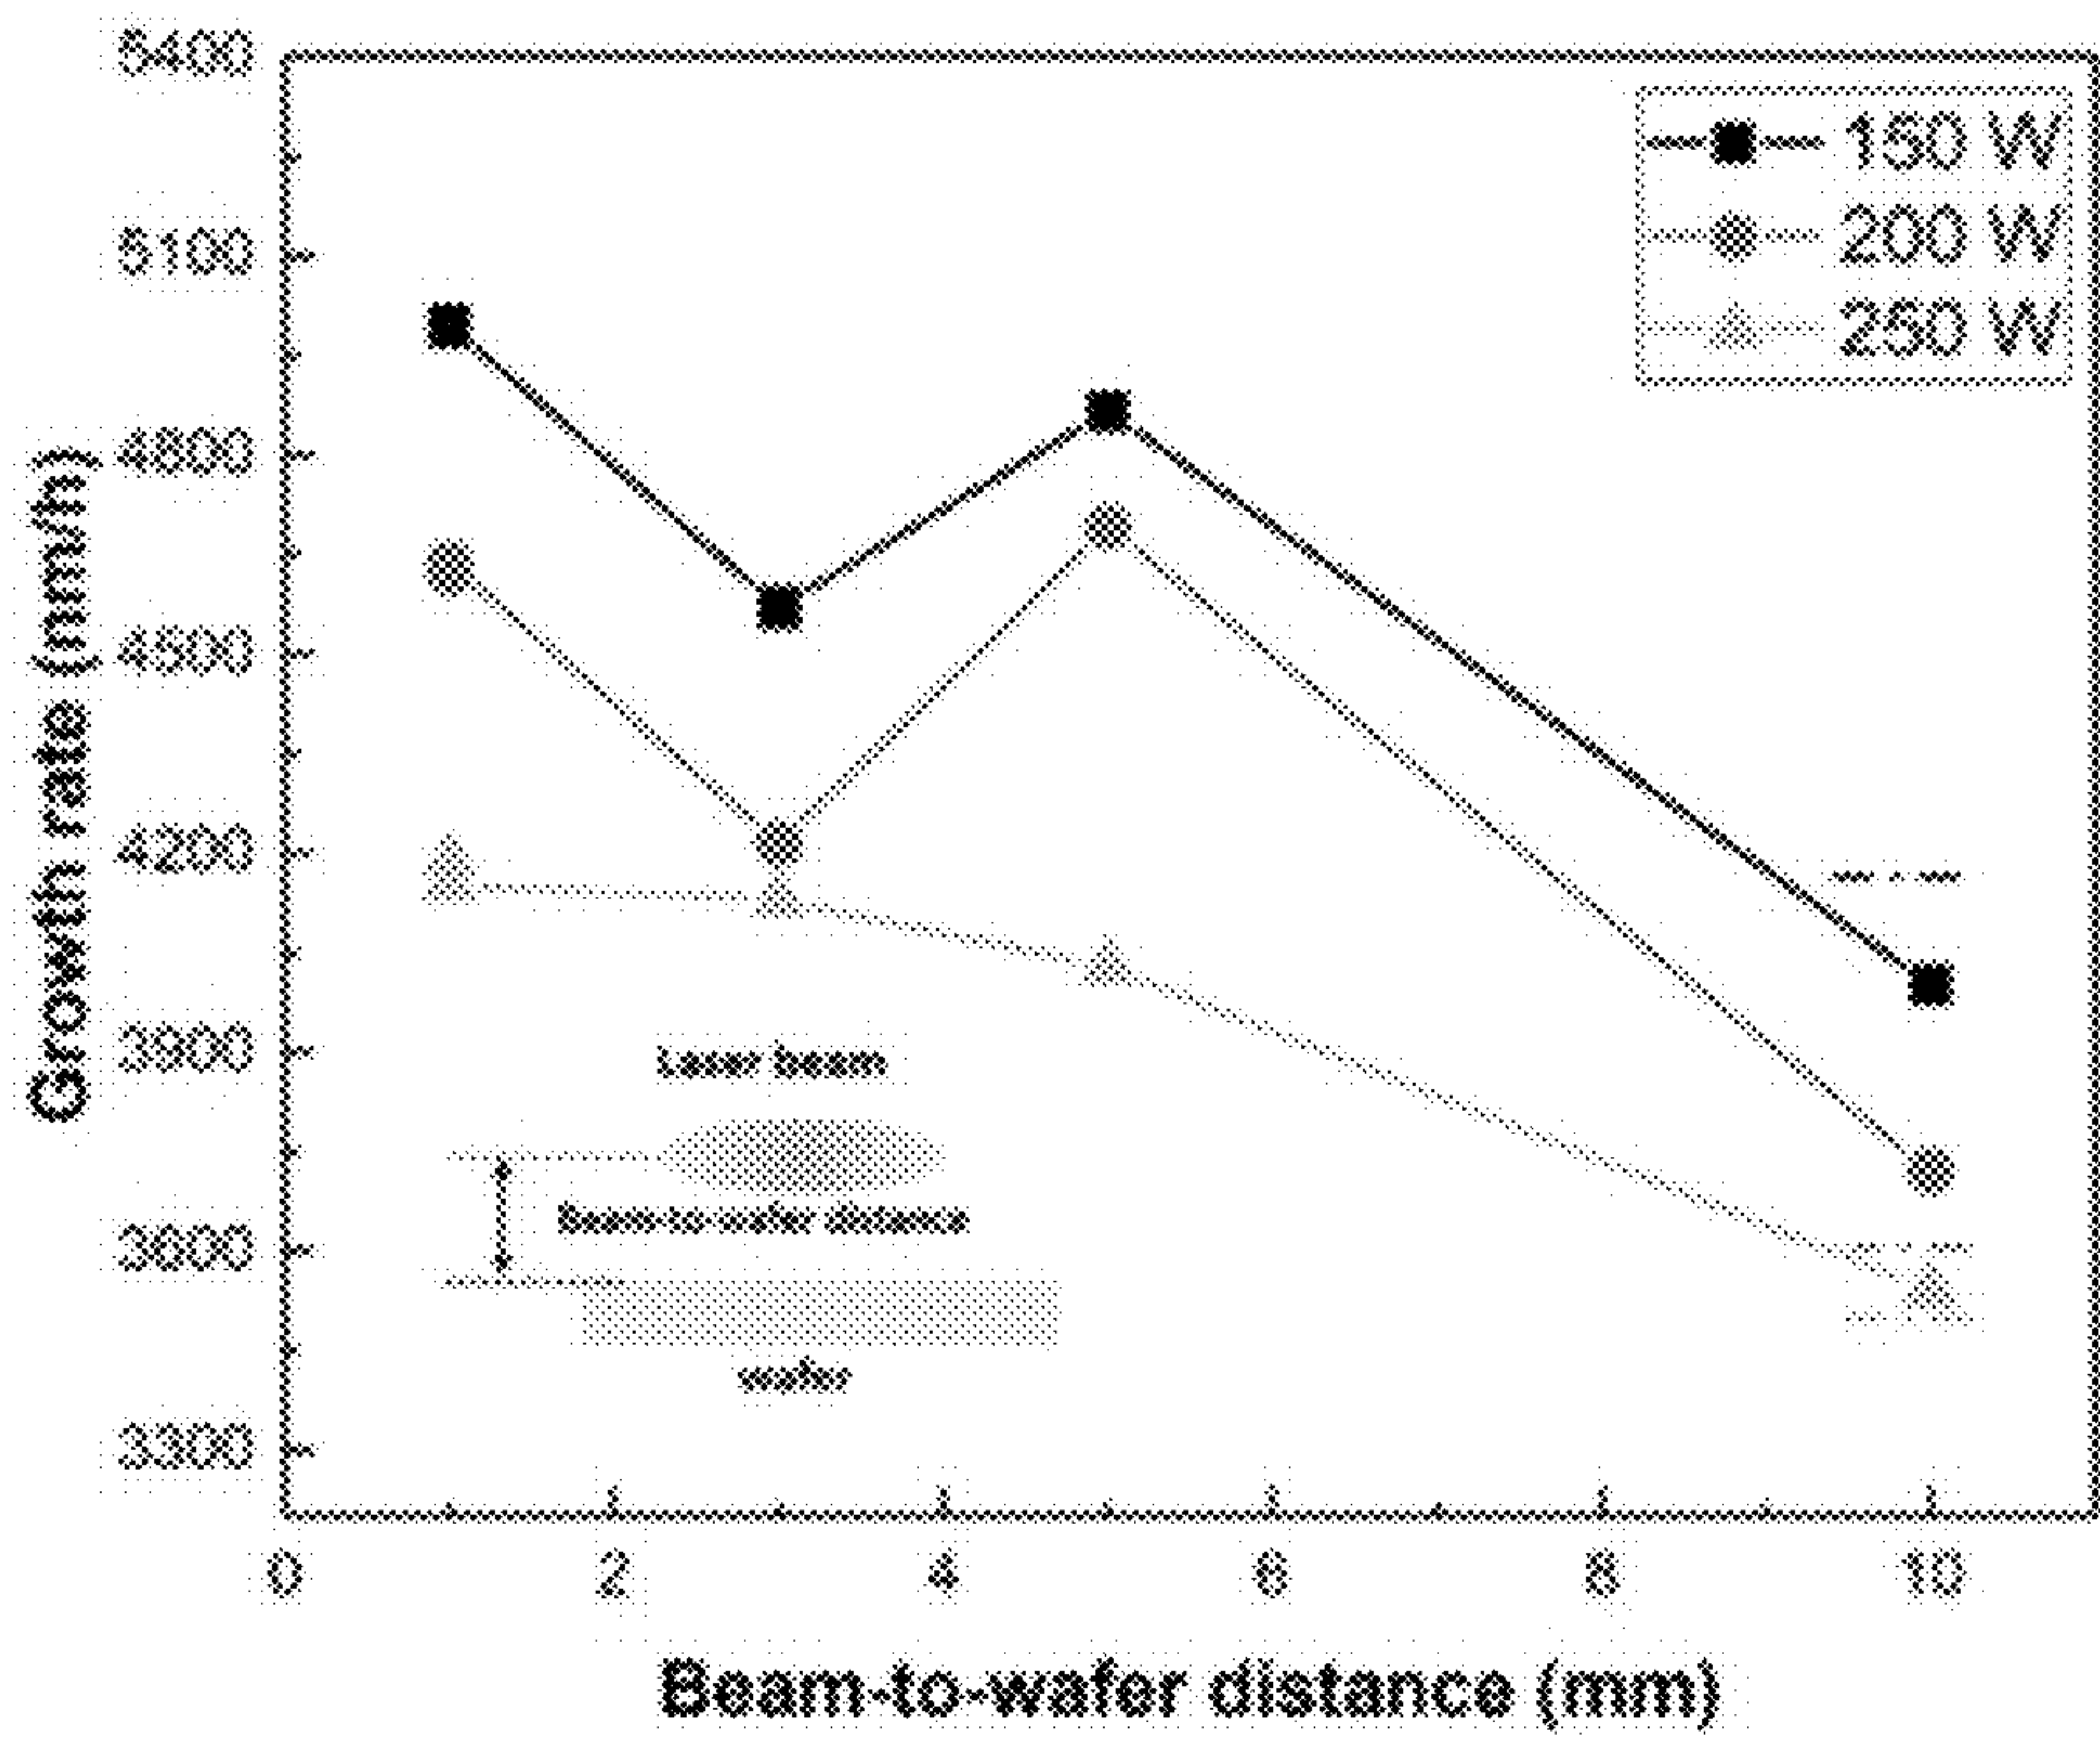 5400
5100
4800
4500
4200
3900
3600
3300
Growth rate (nm/h)
150 W
200 W
250 W
Laser beam
Beam-to-wafer distance
wafer
0 2 4 6 8 10
Beam-to-wafer distance (mm)